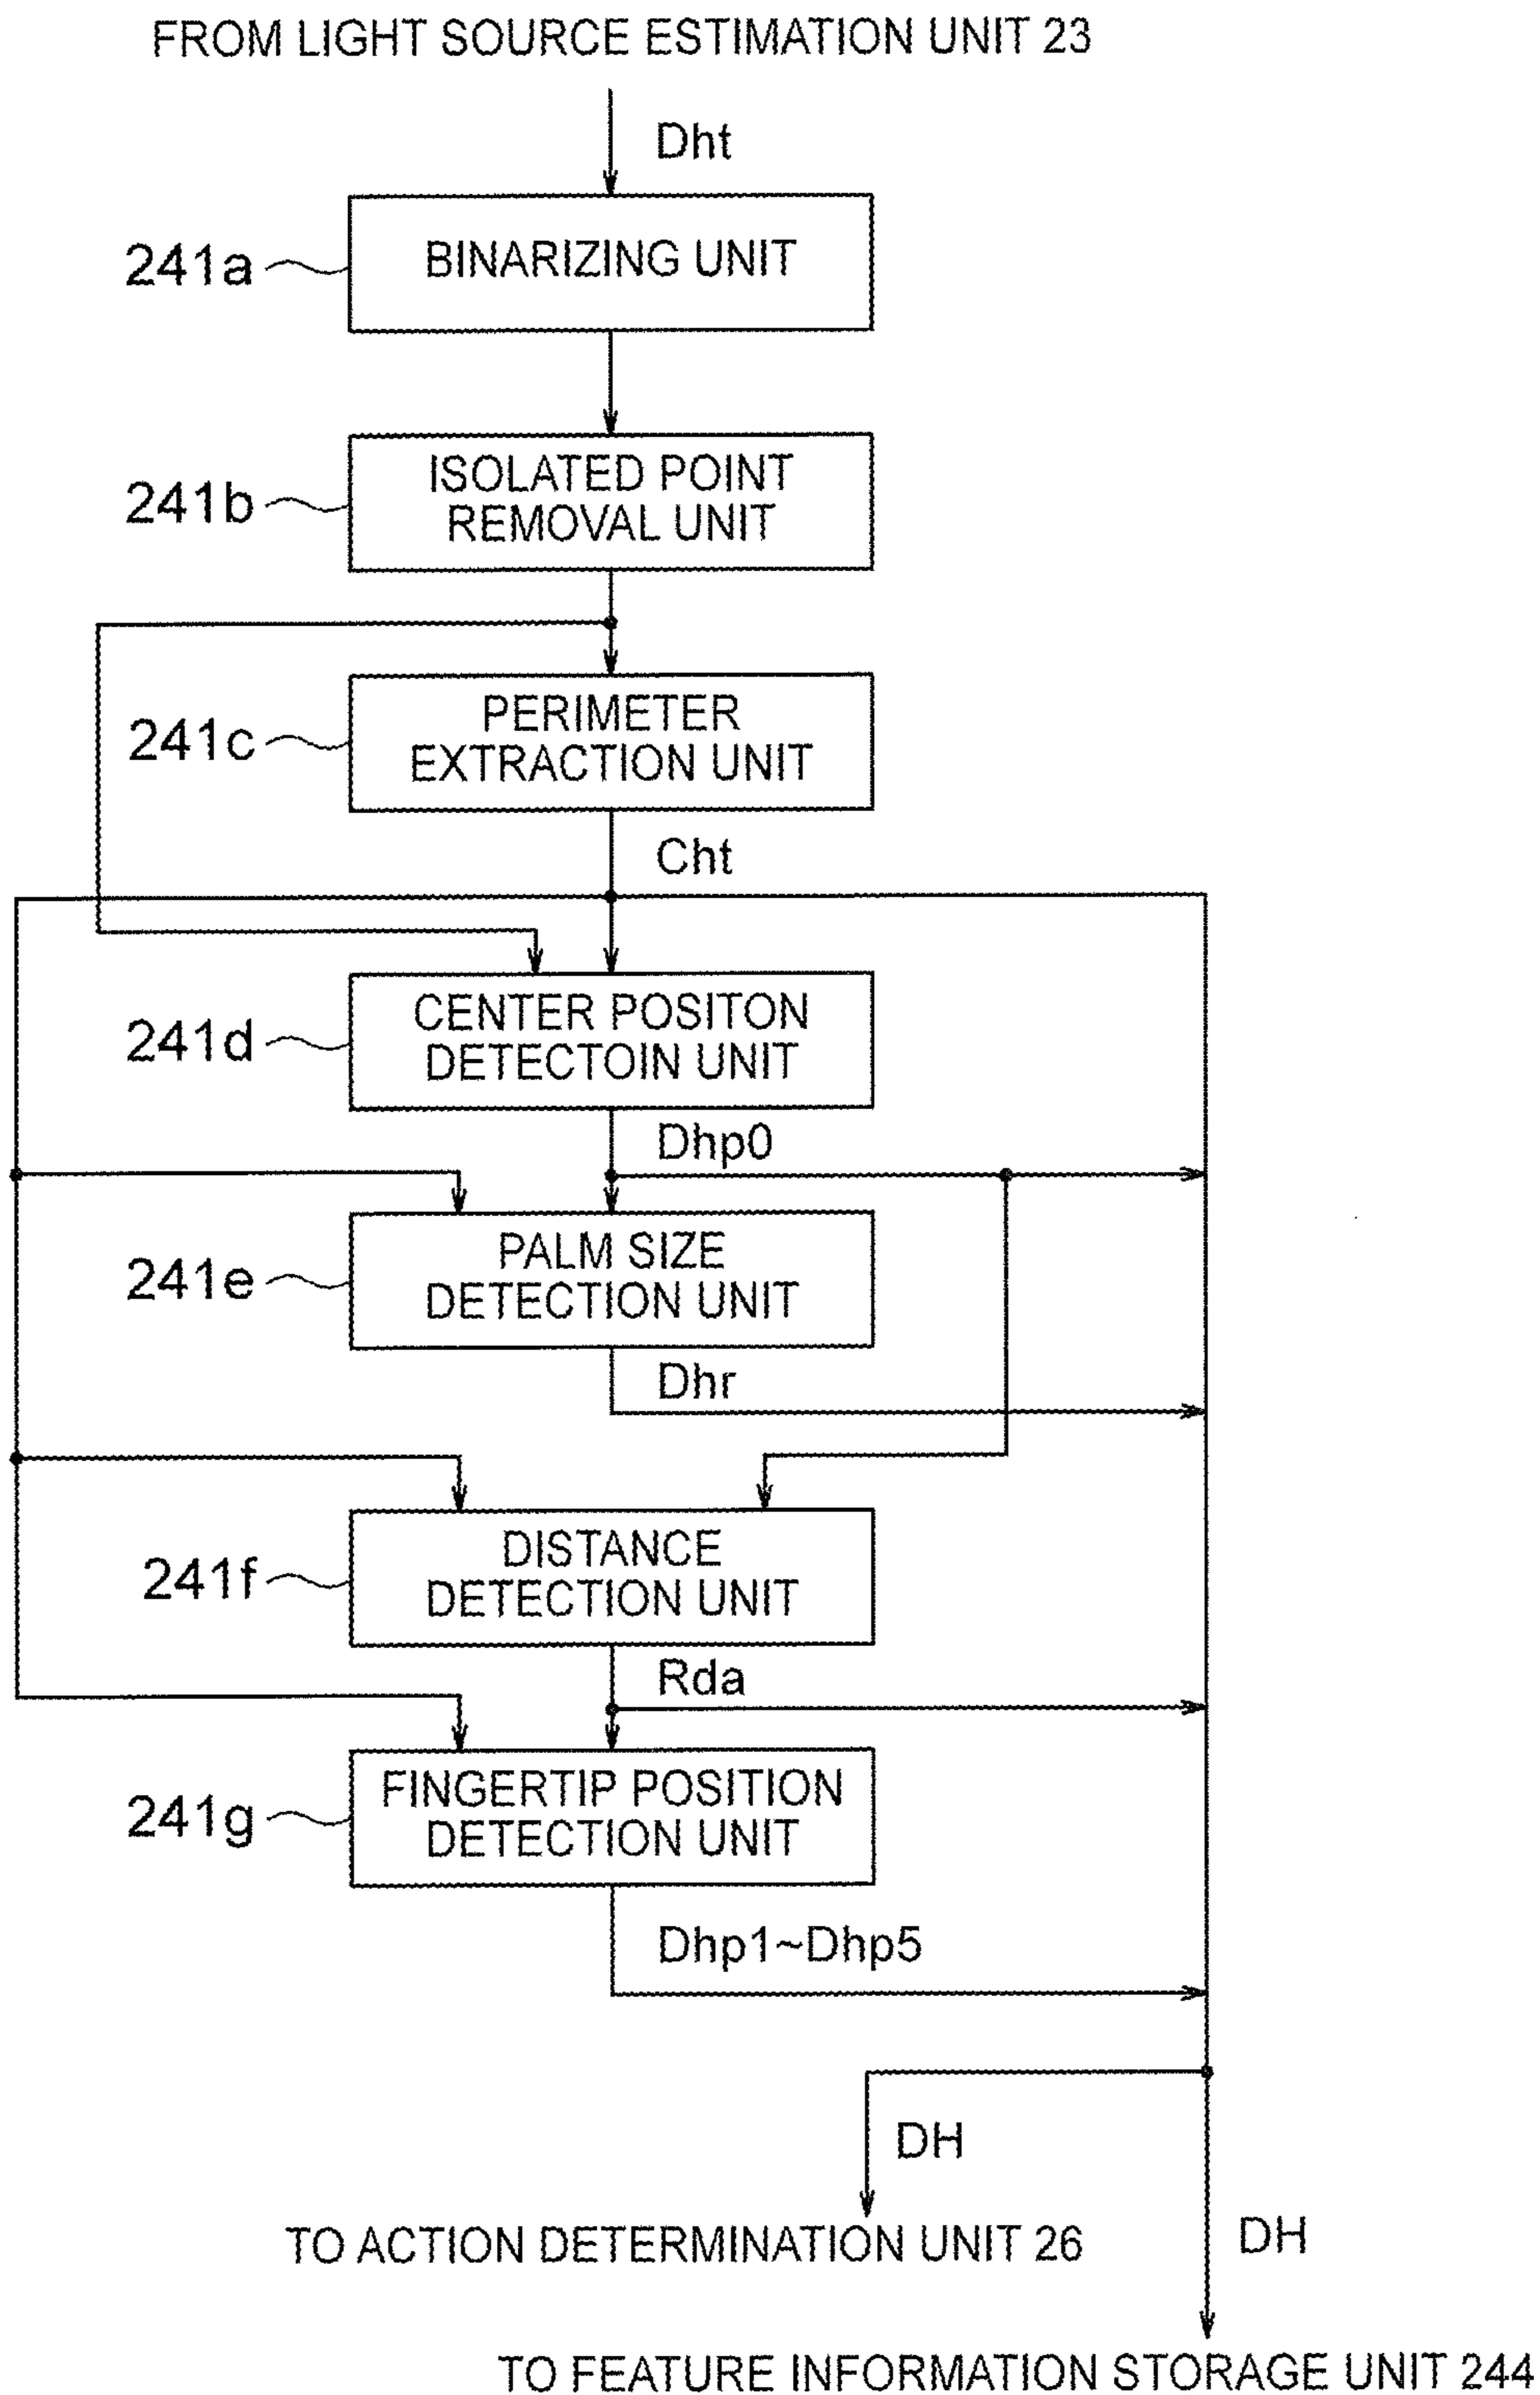 FROM LIGHT SOURCE ESTIMATION UNIT 23
Dht
241a
BINARIZING UNIT
241b
ISOLATED POINT
REMOVAL UNIT
241c
PERIMETER
EXTRACTION UNIT
Cht
241d
CENTER POSITON
DETECTOIN UNIT
Dhp0
241e
PALM SIZE
DETECTION UNIT
Dhr
241f
DISTANCE
DETECTION UNIT
Rda
241g
FINGERTIP POSITION
DETECTION UNIT
Dhp1~Dhp5
DH
TO ACTION DETERMINATION UNIT 26
DH
TO FEATURE INFORMATION STORAGE UNIT 244